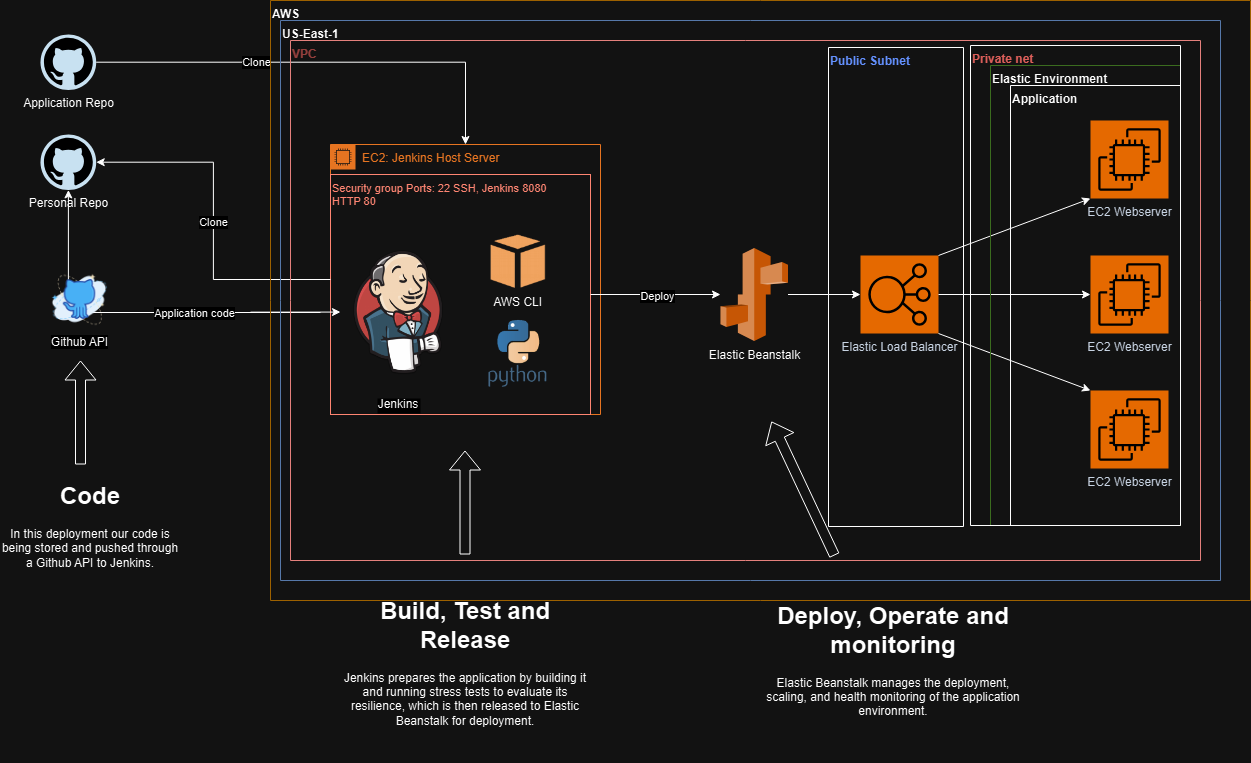 AWS
US-East-1
VPC
Clone
Application Repo
Public Subnet
Private net
Elastic Environment
Application
EC2: Jenkins Host Server
Security group Ports: 22 SSH, Jenkins 8080
HTTP 80
Personal Repo
Clone
EC2 Webserver
AWS CLI
Deploy
Application code
Github API
python
Elastic Beanstalk
Elastic Load Balancer
EC2 Webserver
Jenkins
EC2 Webserver
Code
In this deployment our code is
being stored and pushed through
a Github API to Jenkins.
Build, Test and
Release
Jenkins prepares the application by building it
and running stress tests to evaluate its
resilience, which is then released to Elastic
Beanstalk for deployment.
Deploy, Operate and
monitoring
Elastic Beanstalk manages the deployment,
scaling, and health monitoring of the application
environment.